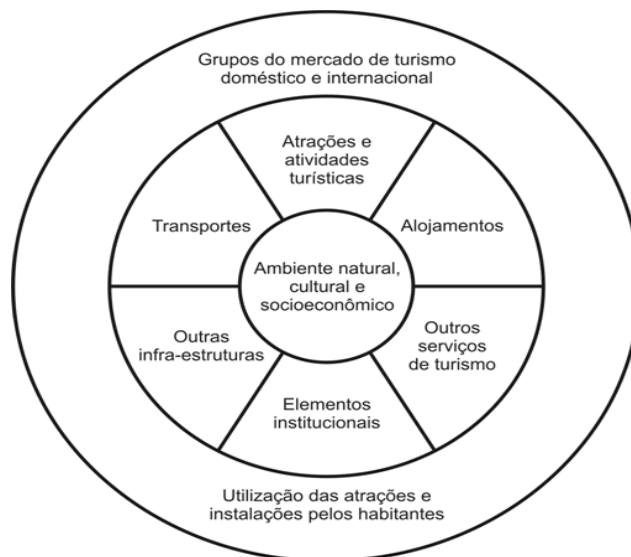 Grupos do mercado de turismo
doméstico e internacional
Atrações e
atividades
turísticas
Transportes
Alojamentos
Ambiente natural,
cultural e
socioeconômico
Outras
infra-estruturas
Outros
serviços
de turismo
Elementos
institucionais
Utilização das atrações e
instalações pelos habitantes